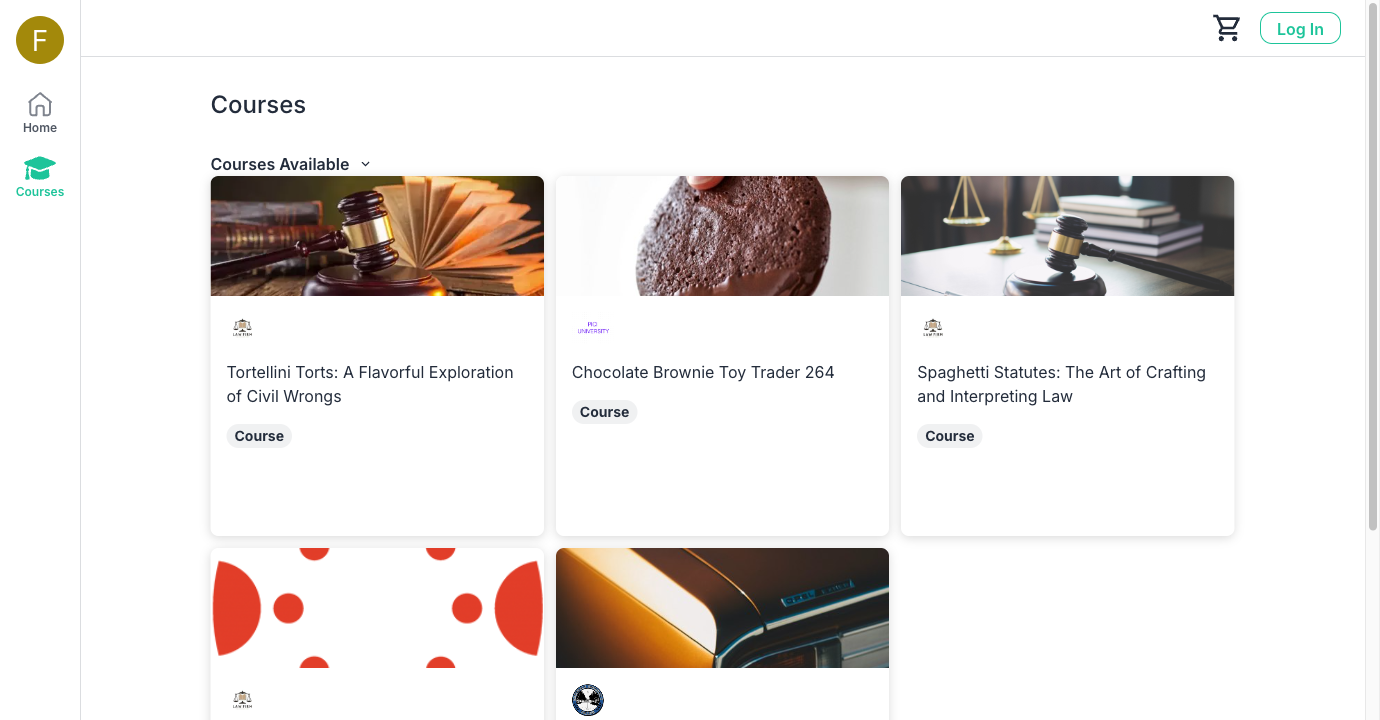 F
Log In
Home
Courses
Courses
Courses Available
LAW FIRM
PIO
UNIVERSITY
LAW FIRM
Tortellini Torts: A Flavorful Exploration
of Civil Wrongs
Course
Chocolate Brownie Toy Trader 264
Course
Spaghetti Statutes: The Art of Crafting
and Interpreting Law
Course
LAW FIRM